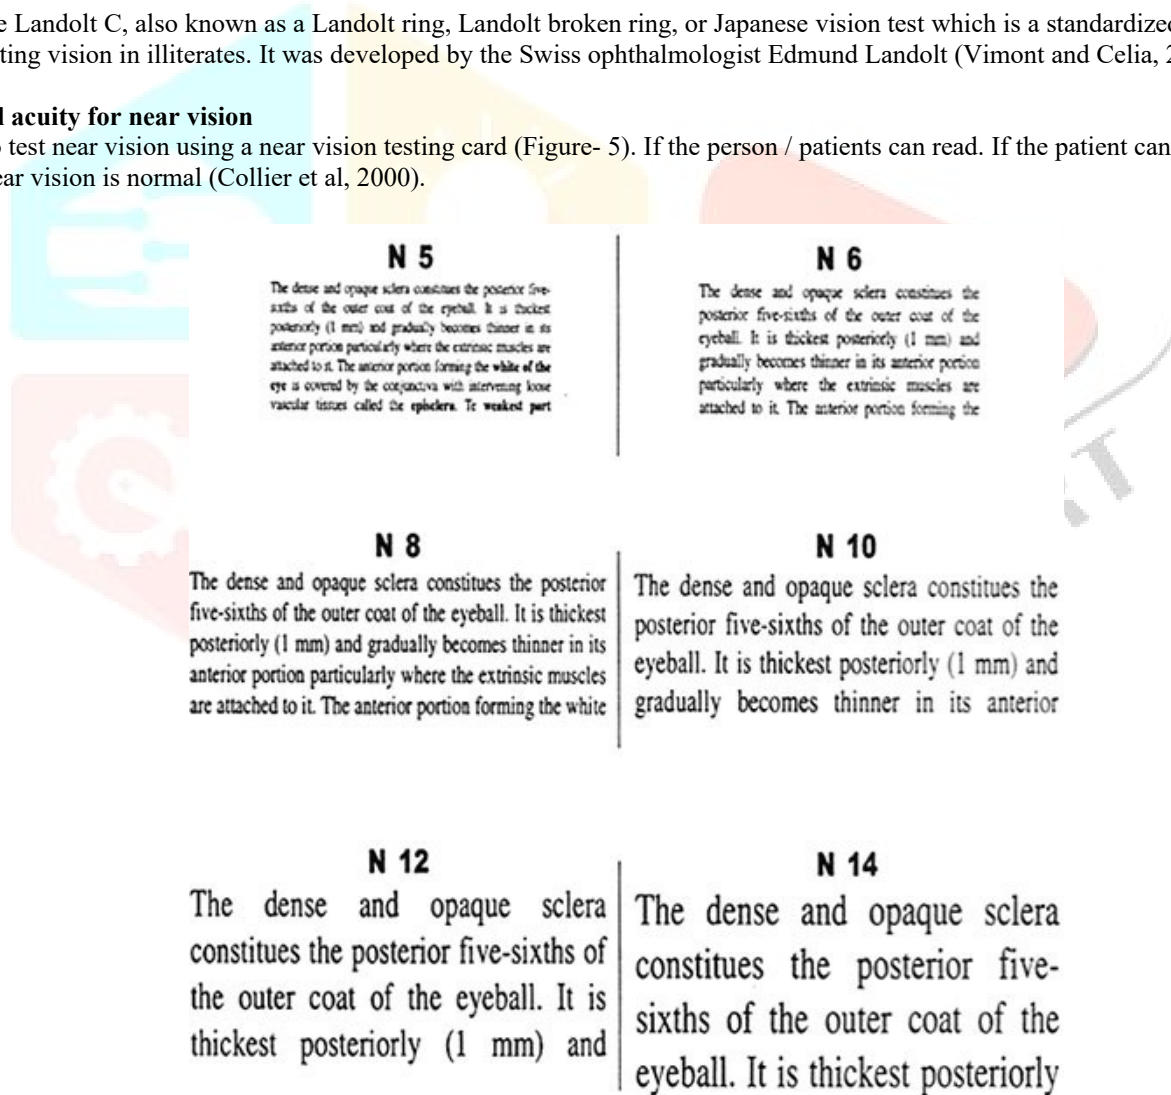 e Landolt C, also known as a Landolt ring, Landolt broken ring, or Japanese vision test which is a standardized
ting vision in illiterates. It was developed by the Swiss ophthalmologist Edmund Landolt (Vimont and Celia, 2
l acuity for near vision
o test near vision using a near vision testing card (Figure- 5). If the person / patients can read. If the patient can
ear vision is normal (Collier et al, 2000).
N 5
The dense and opaque sclera constitues the posterior five-
sixths of the outer coat of the eyeball. It is thickest
posteriorly (1 mm) and gradually becomes thinner in its
anterior portion particularly where the extrinsic muscles are
attached to it. The anterior portion forming the white of the
eye is covered by the conjunctiva with intervening loose
vascular tissues called the episclera. Te weaked part
N 6
The dense and opaque sclera constitues the
posterior five-sixths of the outer coat of the
eyeball. It is thickest posteriorly (1 mm) and
gradually becomes thinner in its anterior portion
particularly where the extrinsic muscles are
attached to it. The anterior portion forming the
N 8
The dense and opaque sclera constitues the posterior
five-sixths of the outer coat of the eyeball. It is thickest
posteriorly (1 mm) and gradually becomes thinner in its
anterior portion particularly where the extrinsic muscles
are attached to it. The anterior portion forming the white
N 10
The dense and opaque sclera constitues the
posterior five-sixths of the outer coat of the
eyeball. It is thickest posteriorly (1 mm) and
gradually becomes thinner in its anterior
N 12
The dense and opaque sclera
constitues the posterior five-sixths of
the outer coat of the eyeball. It is
thickest posteriorly (1 mm) and
N 14
The dense and opaque sclera
constitues the posterior five-
sixths of the outer coat of the
eyeball. It is thickest posteriorly